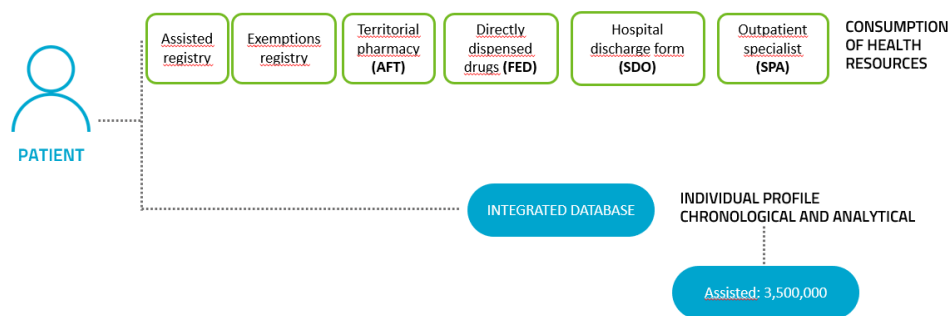 Assisted
registry
Exemptions
registry
Territorial
pharmacy
(AFT)
Directly
dispensed
drugs (FED)
Hospital
discharge form
(SDO)
Outpatient
specialist
(SPA)
CONSUMPTION
OF HEALTH
RESOURCES
PATIENT
INTEGRATED DATABASE
INDIVIDUAL PROFILE
CHRONOLOGICAL AND ANALYTICAL
Assisted: 3,500,000